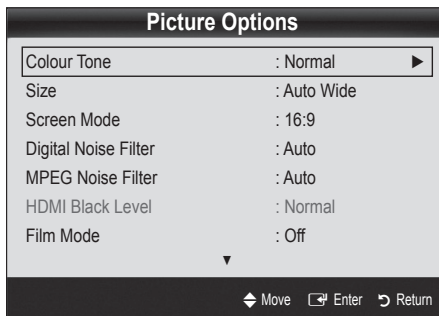 Picture Options
Colour Tone : Normal ►
Size : Auto Wide
Screen Mode : 16:9
Digital Noise Filter : Auto
MPEG Noise Filter : Auto
HDMI Black Level : Normal
Film Mode : Off
▼
Move Enter Return